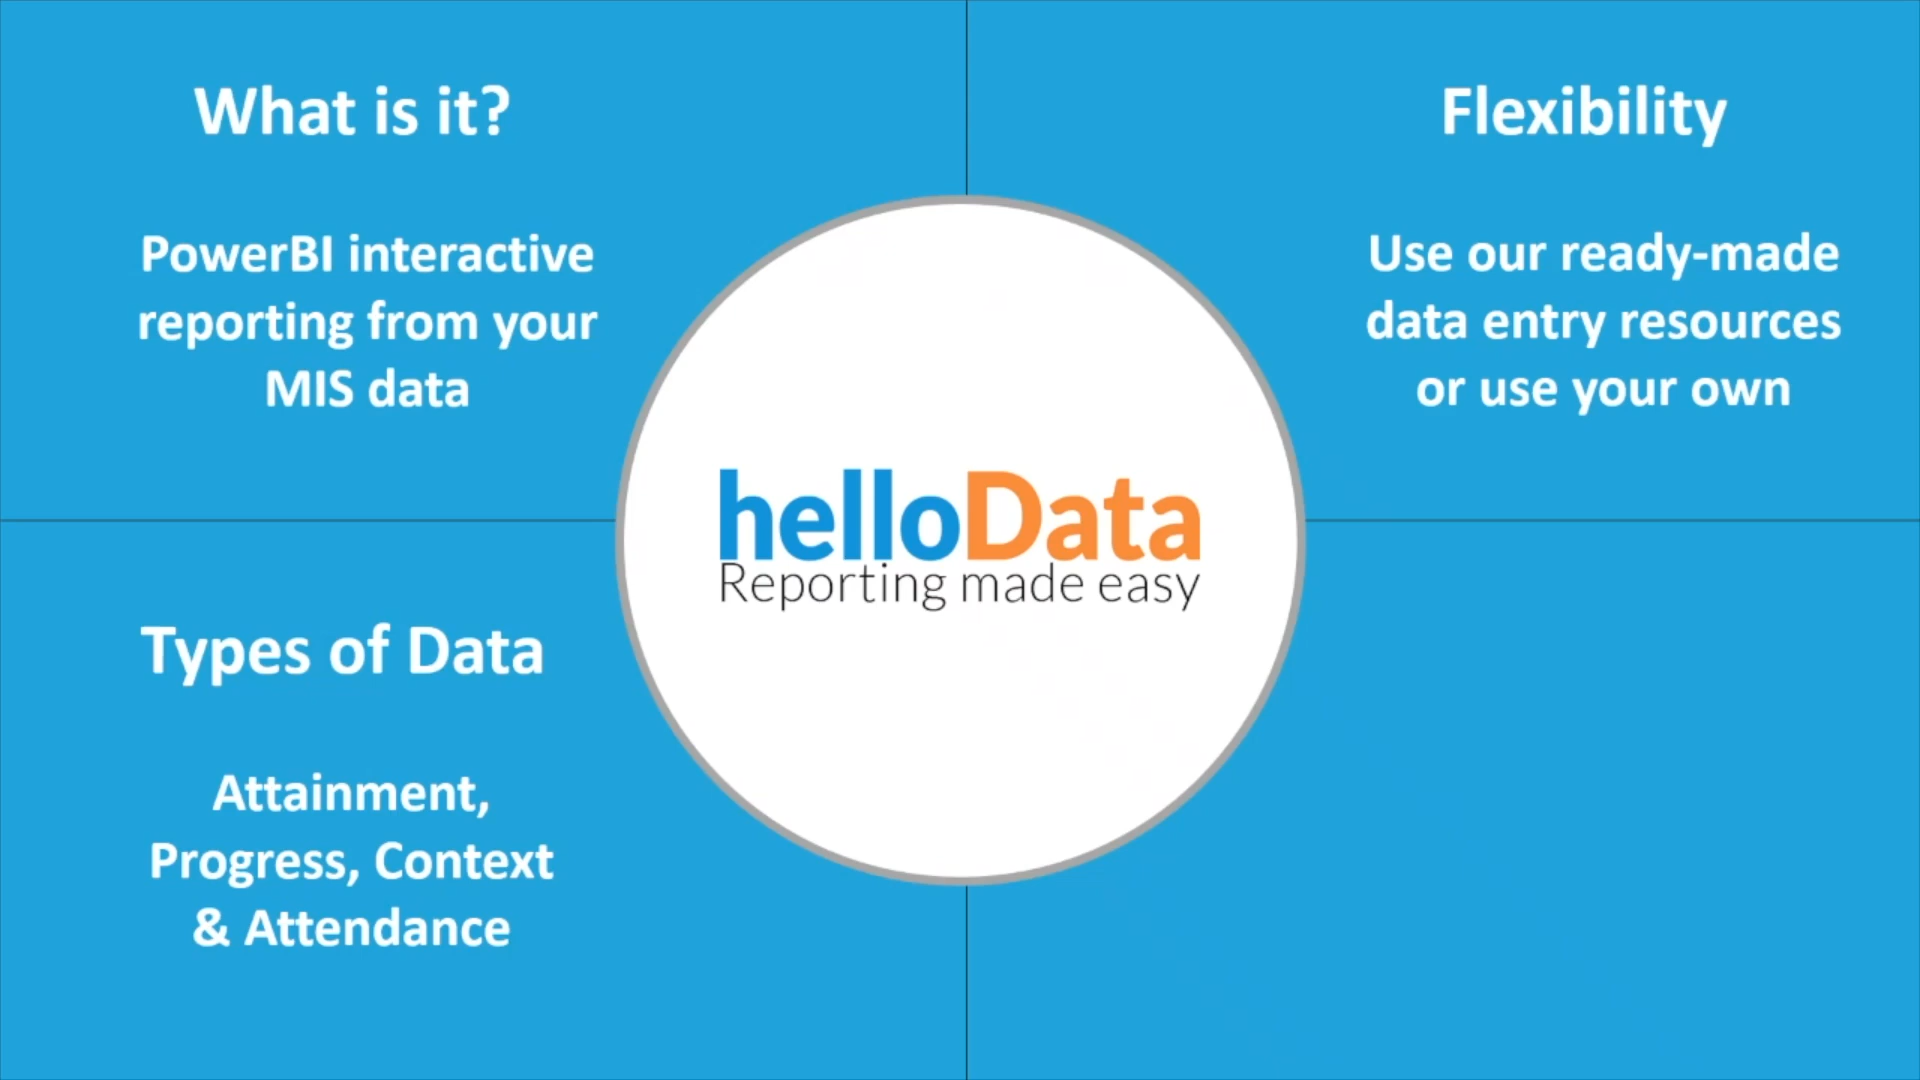 What is it?
PowerBI interactive
reporting from your
MIS data
Flexibility
Use our ready-made
data entry resources
or use your own
helloData
Reporting made easy
Types of Data
Attainment,
Progress, Context
& Attendance